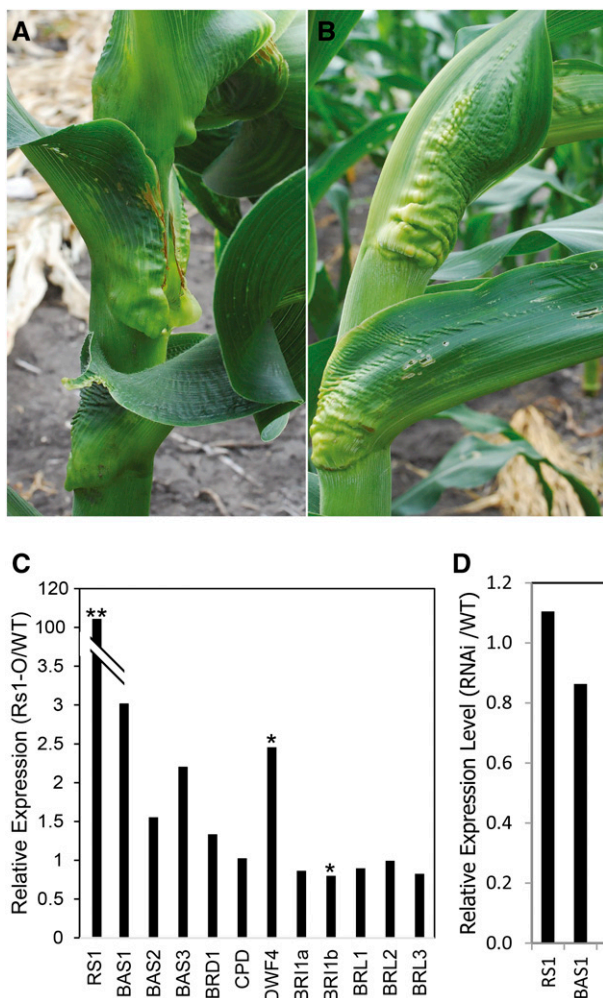 A
B
C
Relative Expression (Rs1-O/WT)
120
100
3.5
3
2.5
2
1.5
1
0.5
0
**
*
*
RS1
BAS1
BAS2
BAS3
BRD1
CPD
DWF4
BRI1a
BRI1b
BRL1
BRL2
BRL3
D
Relative Expression Level (RNAi /WT)
1.2
1.0
0.8
0.6
0.4
0.2
0.0
RS1
BAS1